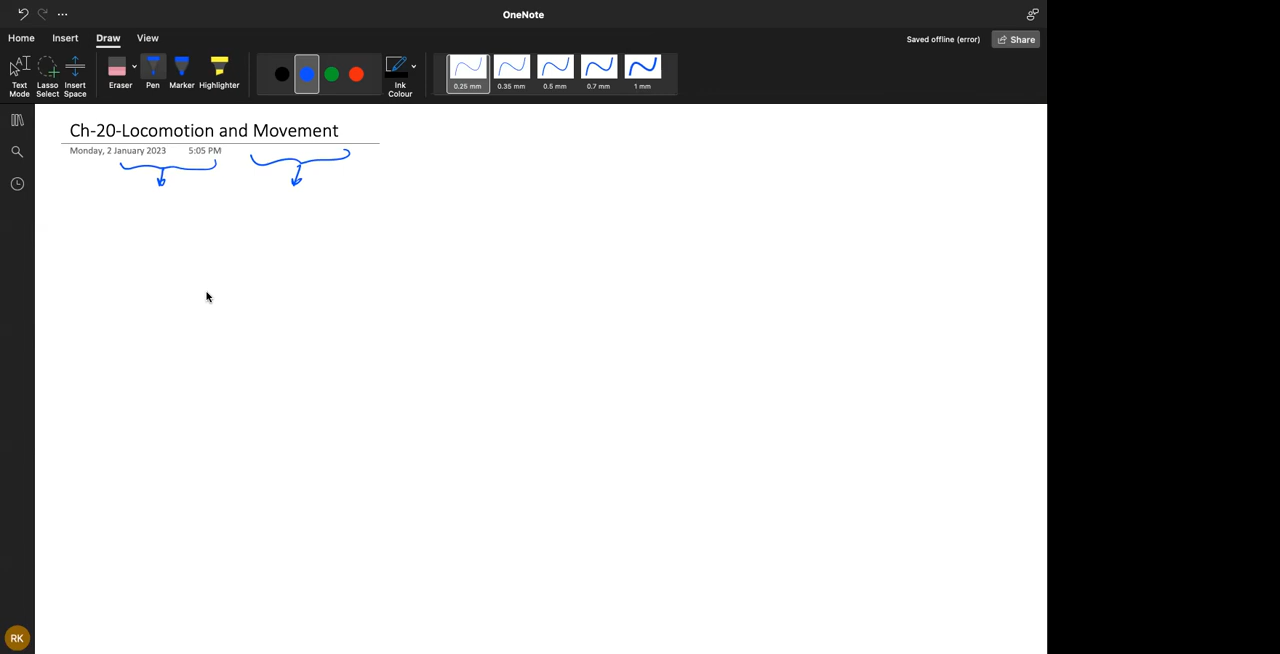 OneNote
Home Insert Draw View
Saved offline (error) Share
Text Mode Lasso Select Insert Space Eraser Pen Marker Highlighter Ink Colour 0.25 mm 0.35 mm 0.5 mm 0.7 mm 1 mm
Ch-20-Locomotion and Movement
Monday, 2 January 2023 5:05 PM
RK